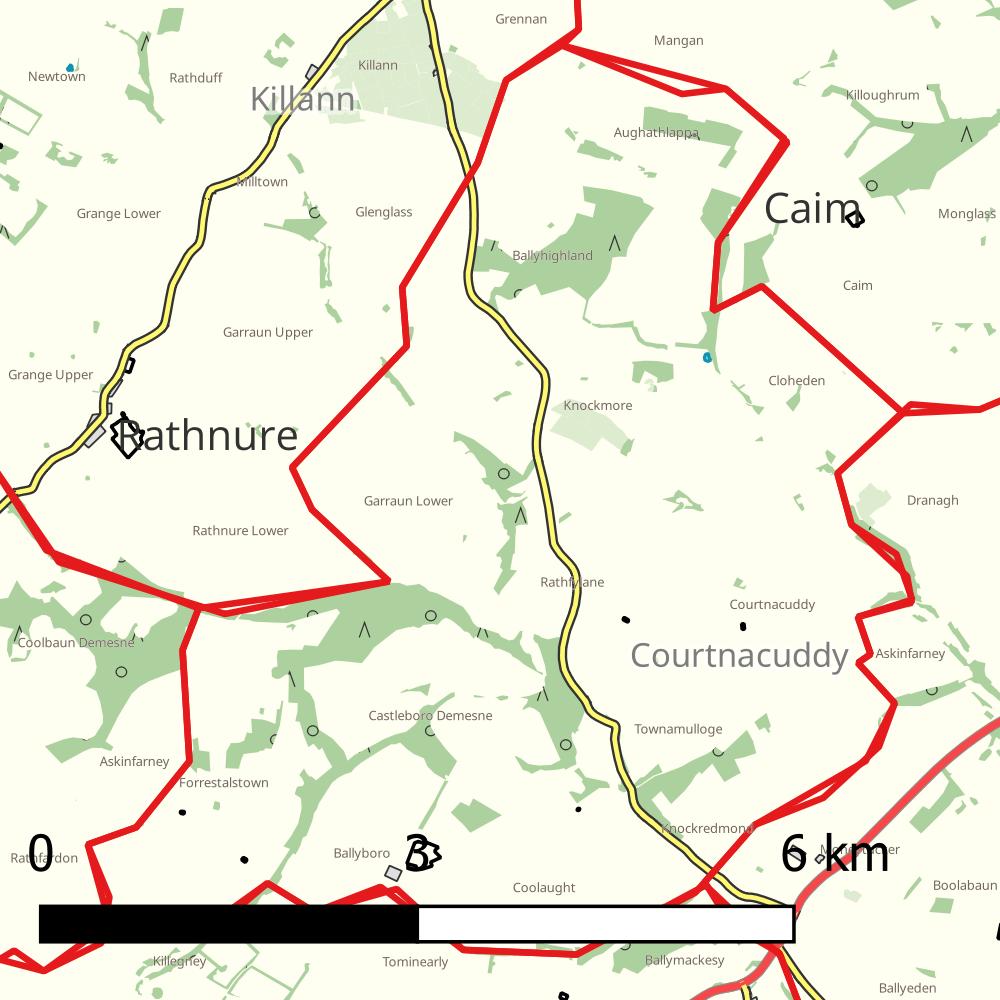 Grennan
Mangan
Killann
Newtown
Rathduff
Killoughrum
Killann
Aughathlappa
Milltown
Caim
Grange Lower
Glenglass
Monglass
Ballyhighland
Caim
Garraun Upper
Grange Upper
Cloheden
Knockmore
Rathnure
Garraun Lower
Dranagh
Rathnure Lower
Rathfylane
Courtnacuddy
Coolbaun Demesne
Courtnacuddy
Askinfarney
Castleboro Demesne
Townamulloge
Askinfarney
Forrestalstown
Knockredmond
0
3
6 km
Rathfardon
Ballyboro
Coolaught
Boolabaun
Killegney
Tominearly
Ballymackesy
Ballyeden